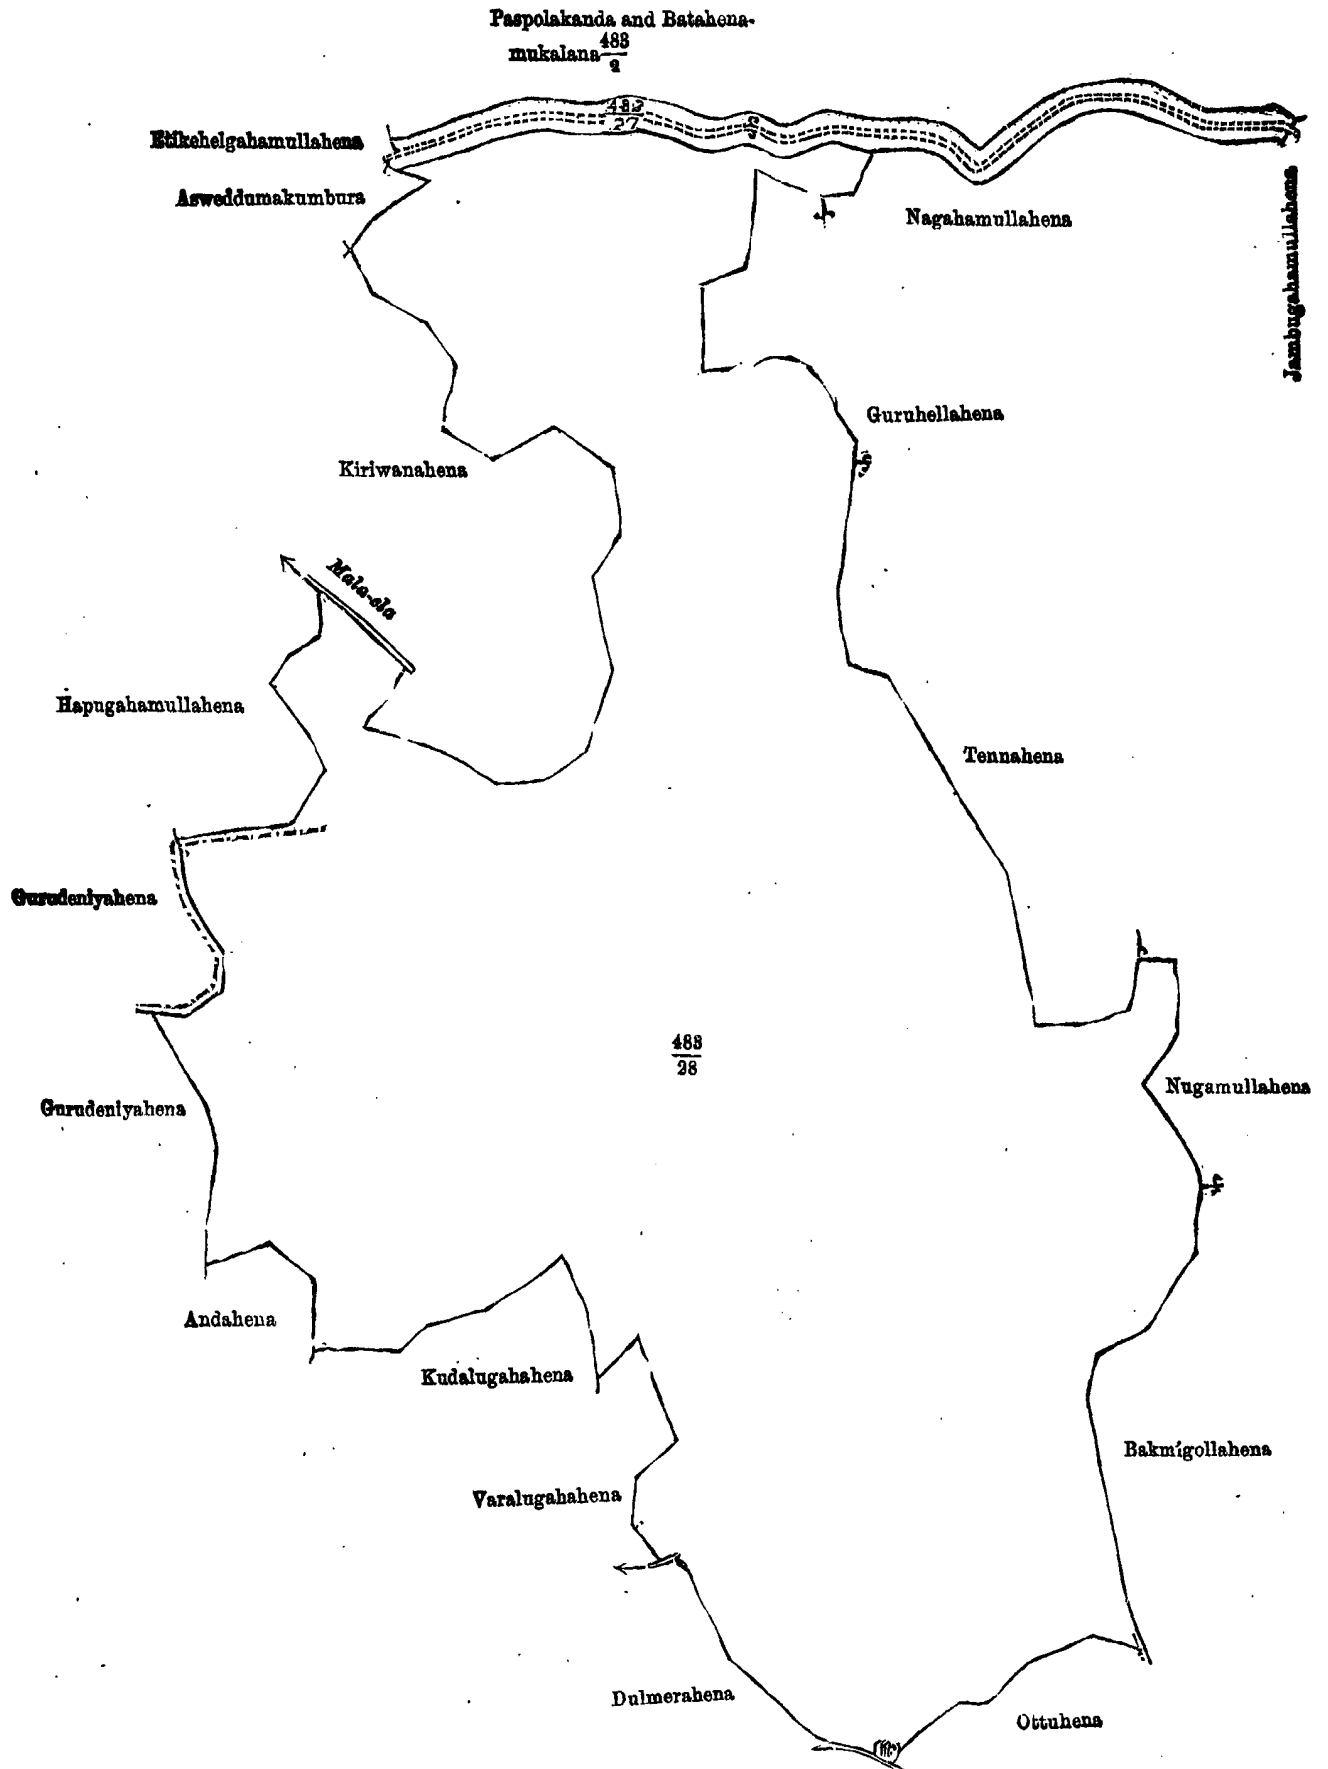 Paspolakanda and Batahena-
mukalana 483/2
483/27
Etikehelgahamullahena
Asweddumakumbura
Nagahamullahena
Jambugahamullahena
Guruhellahena
Kiriwanahena
Mala-ela
Hapugahamullahena
Tennahena
Gurudeniyahena
483/28
Nugamullahena
Gurudeniyahena
Andahena
Kudalugahahena
Bakmigollahena
Varalugahahena
Dulmerahena
Ottuhena